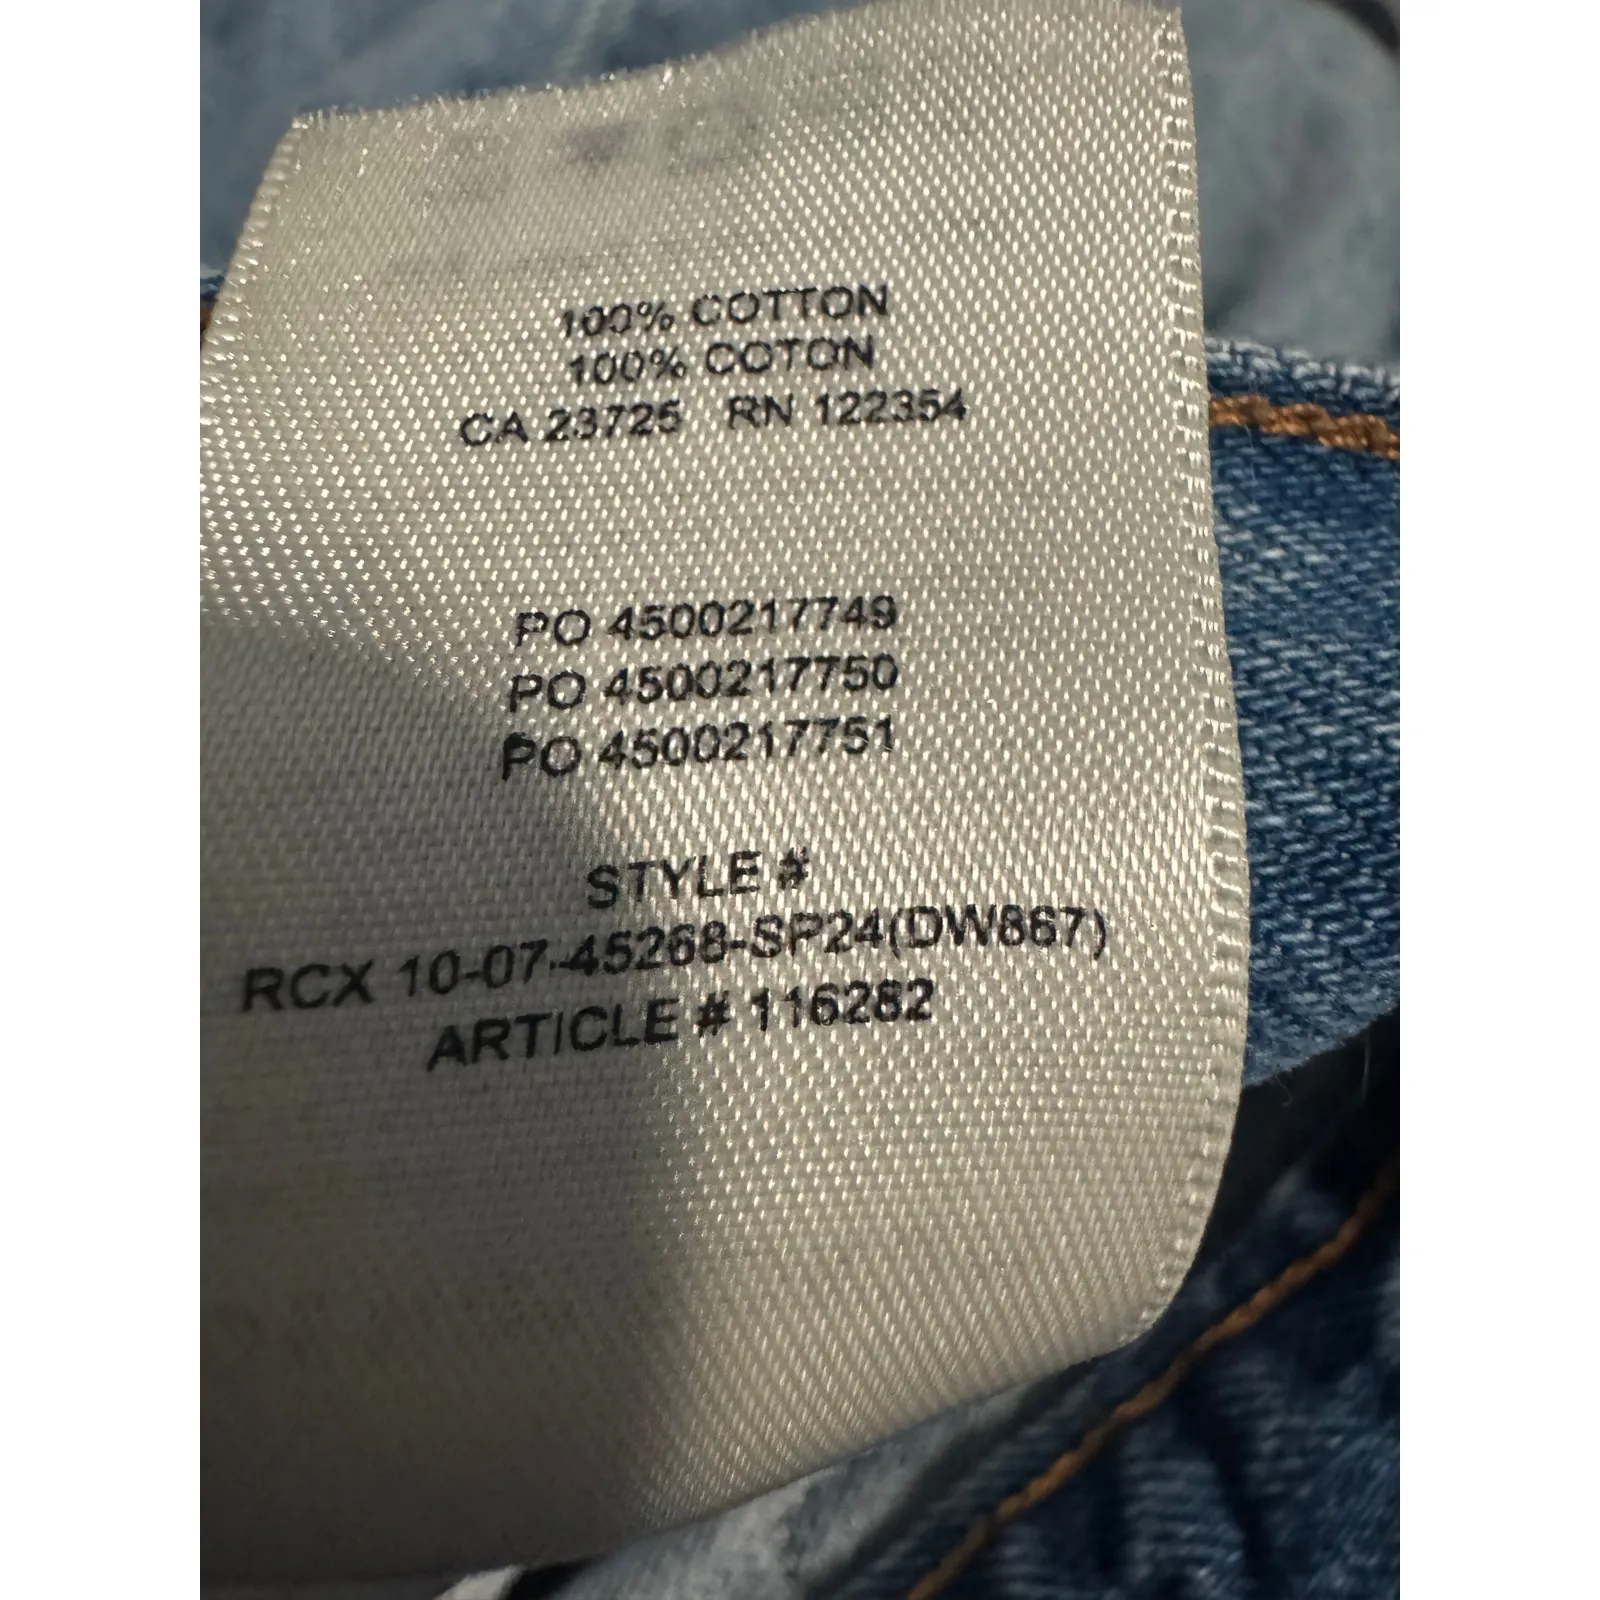 100% COTTON
100% COTON
CA 23725 RN 122354
PO 4500217749
PO 4500217750
PO 4500217751
STYLE #
RCX 10-07-45268-SP24(DW867)
ARTICLE # 116282